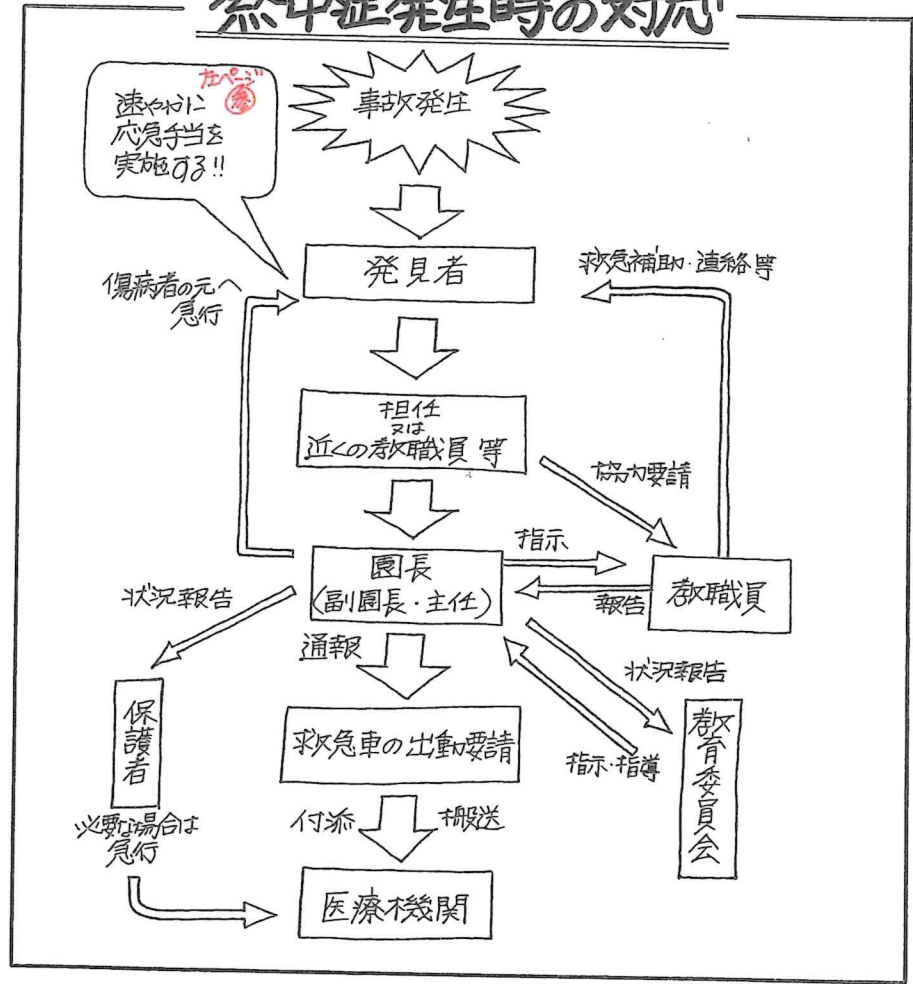 熱中症発生時の対応
事故発生
左ページ
参
速やかに
応急手当を
実施する!!
発見者
傷病者の元へ
急行
救急補助・連絡等
担任
又は
近くの教職員 等
協力要請
園長
(副園長・主任)
指示
報告
教職員
状況報告
通報
状況報告
指示・指導
保護者
救急車の出動要請
教育委員会
必要な場合は
急行
付添
搬送
医療機関